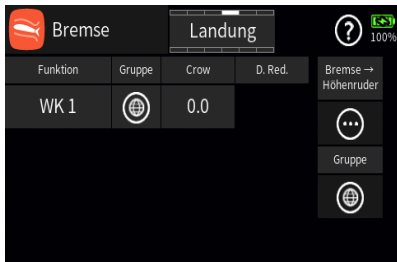 Bremse
Landung
?
100%
Funktion Gruppe Crow D. Red. Bremse →
Höhenruder
WK 1 0.0
Gruppe